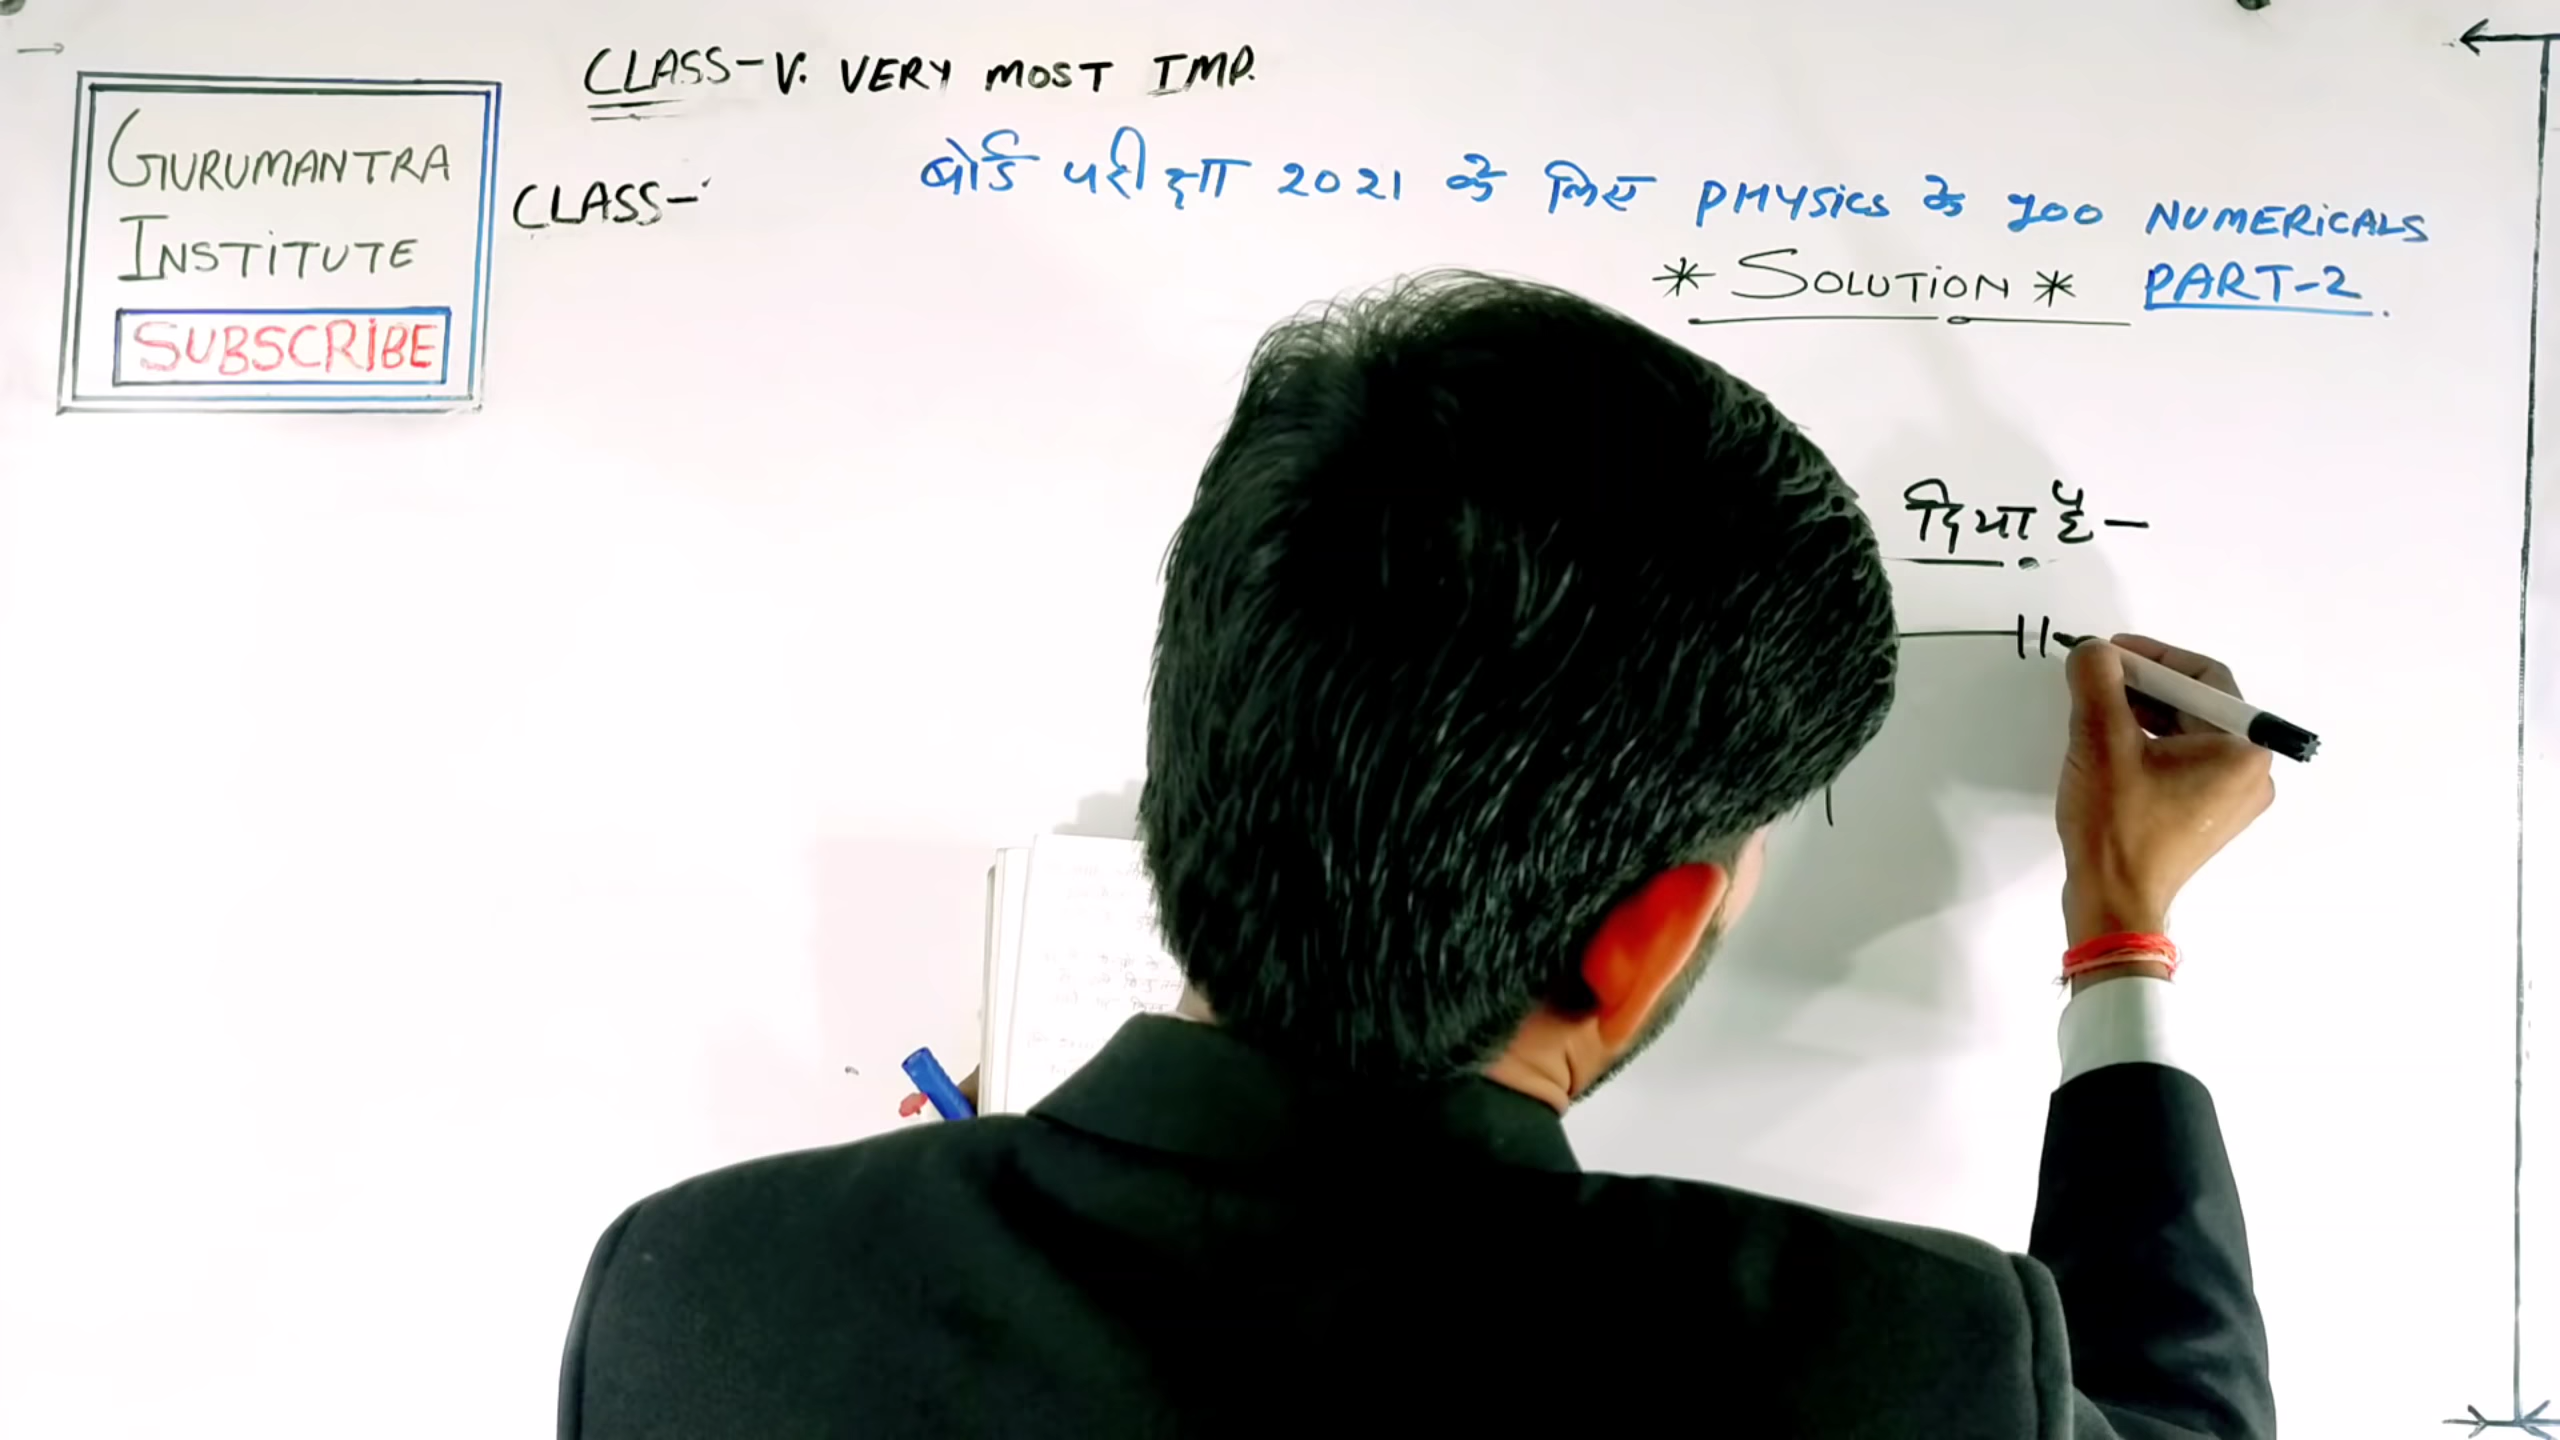 CLASS-V. VERY MOST IMP.
GURUMANTRA
INSTITUTE
SUBSCRIBE
CLASS-
बोर्ड परीक्षा 2021 के लिए PHYSICS के 700 NUMERICALS
* SOLUTION * PART-2.
दिया है-